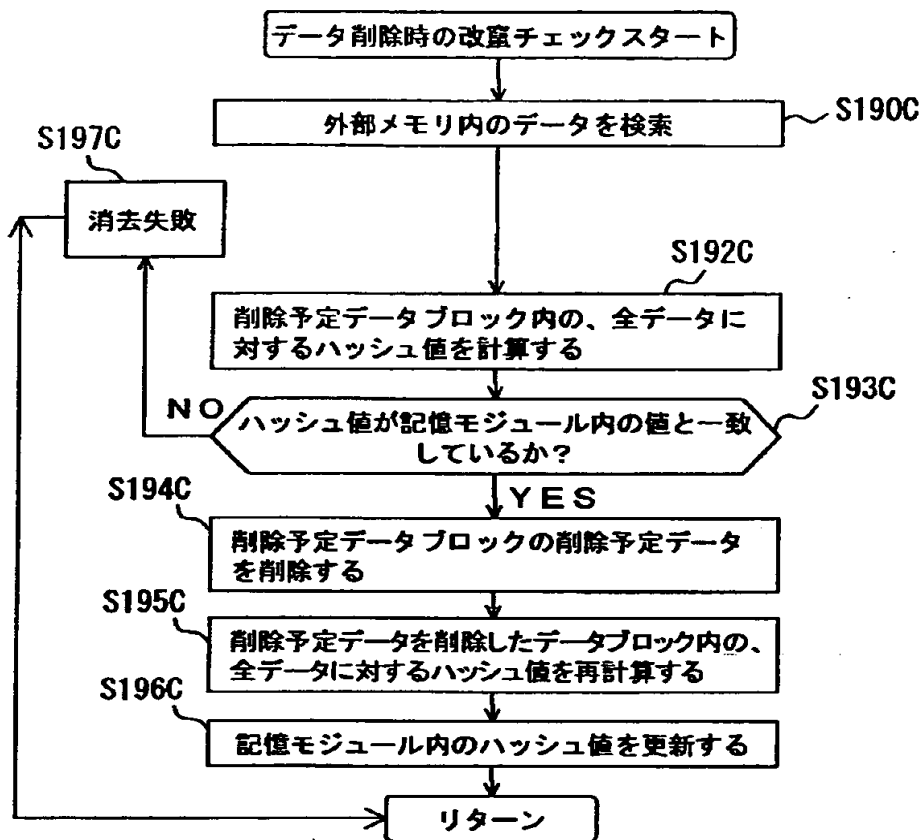 データ削除時の改竄チェックスタート
S190C
外部メモリ内のデータを検索
S197C
消去失敗
S192C
削除予定データブロック内の、全データに
対するハッシュ値を計算する
S193C
NO
ハッシュ値が記憶モジュール内の値と一致
しているか？
YES
S194C
削除予定データブロックの削除予定データ
を削除する
S195C
削除予定データを削除したデータブロック内の、
全データに対するハッシュ値を再計算する
S196C
記憶モジュール内のハッシュ値を更新する
リターン